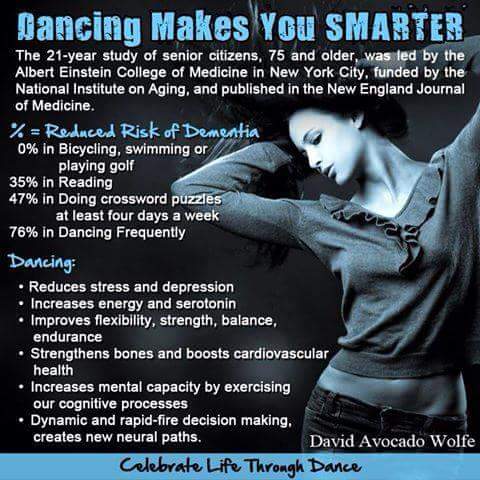 Dancing Makes You SMARTER
The 21-year study of senior citizens, 75 and older, was led by the
Albert Einstein College of Medicine in New York City, funded by the
National Institute on Aging, and published in the New England Journal
of Medicine.
% = Reduced Risk of Dementia
0% in Bicycling, swimming or
playing golf
35% in Reading
47% in Doing crossword puzzles
at least four days a week
76% in Dancing Frequently
Dancing:
• Reduces stress and depression
• Increases energy and serotonin
• Improves flexibility, strength, balance,
endurance
• Strengthens bones and boosts cardiovascular
health
• Increases mental capacity by exercising
our cognitive processes
• Dynamic and rapid-fire decision making,
creates new neural paths.
David Avocado Wolfe
Celebrate Life Through Dance